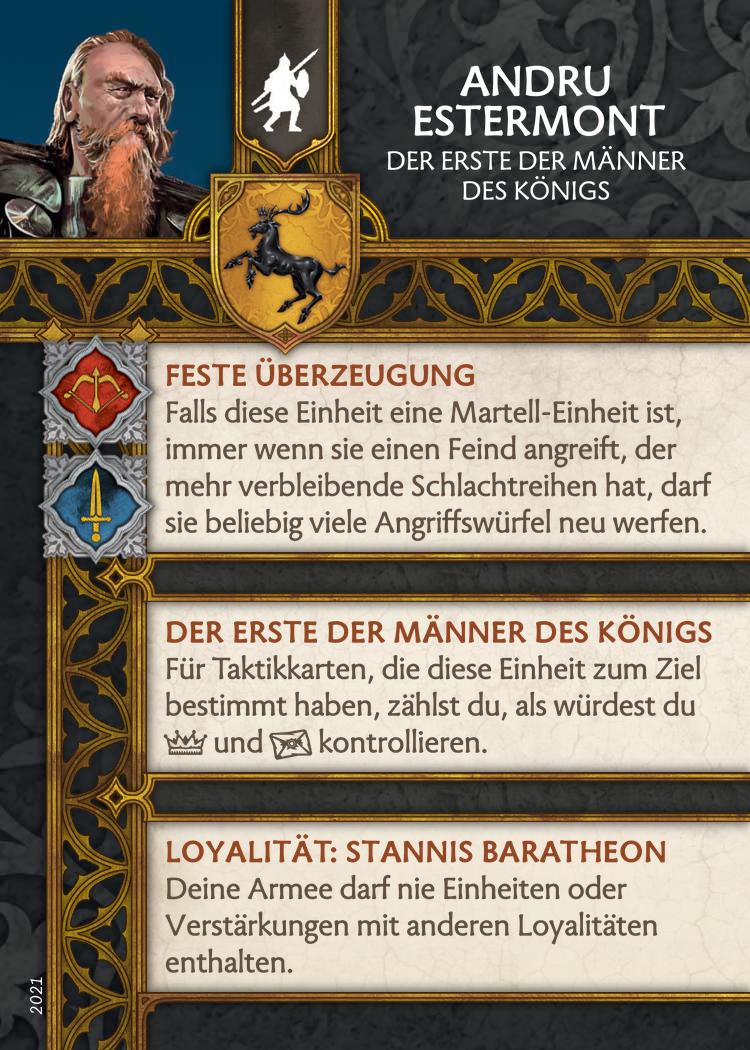 ANDRU
ESTERMONT
DER ERSTE DER MÄNNER
DES KÖNIGS
FESTE ÜBERZEUGUNG
Falls diese Einheit eine Martell-Einheit ist,
immer wenn sie einen Feind angreift, der
mehr verbleibende Schlachtreihen hat, darf
sie beliebig viele Angriffswürfel neu werfen.
DER ERSTE DER MÄNNER DES KÖNIGS
Für Taktikkarten, die diese Einheit zum Ziel
bestimmt haben, zählst du, als würdest du
und kontrollieren.
LOYALITÄT: STANNIS BARATHEON
Deine Armee darf nie Einheiten oder
Verstärkungen mit anderen Loyalitäten
enthalten.
2021